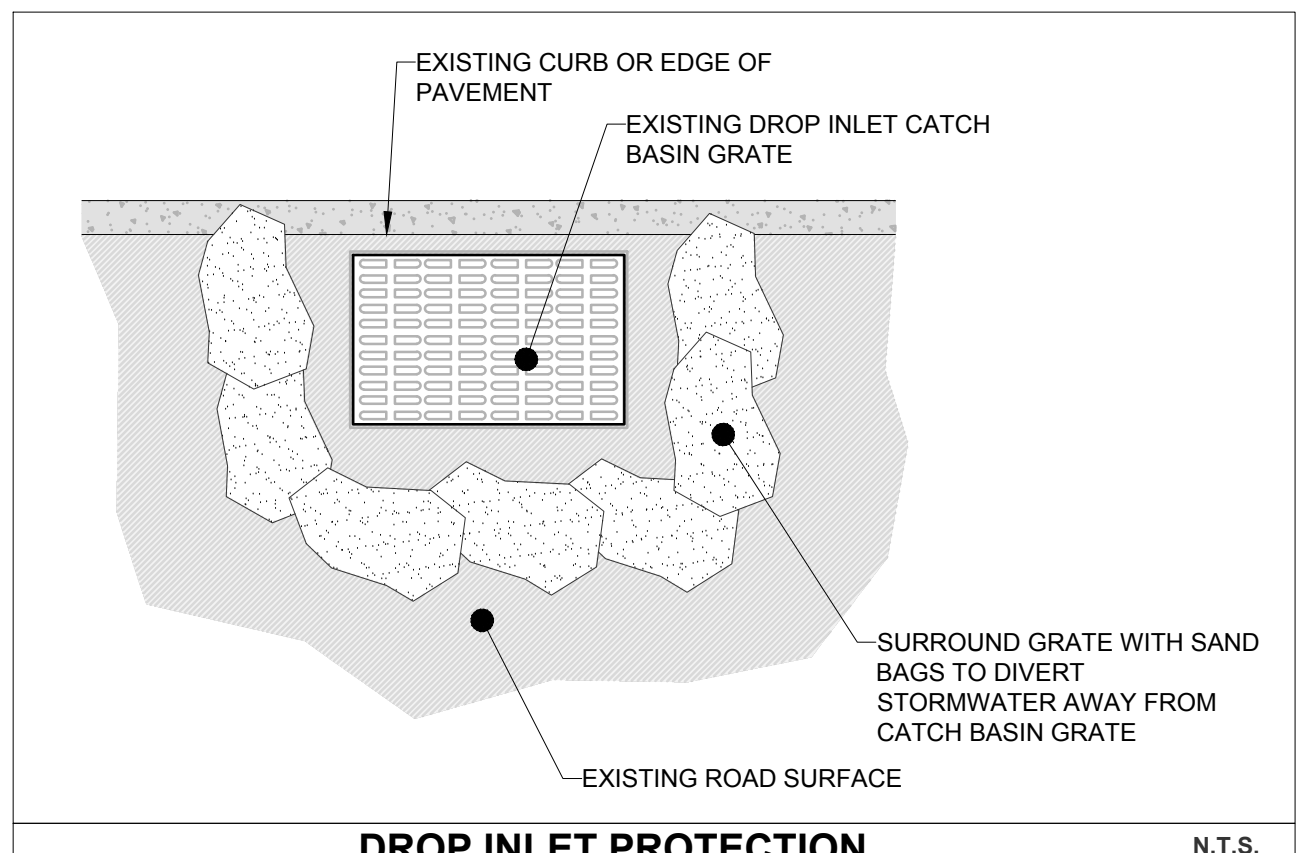 EXISTING CURB OR EDGE OF
PAVEMENT
EXISTING DROP INLET CATCH
BASIN GRATE
SURROUND GRATE WITH SAND
BAGS TO DIVERT
STORMWATER AWAY FROM
CATCH BASIN GRATE
EXISTING ROAD SURFACE
DROP INLET PROTECTION
N.T.S.